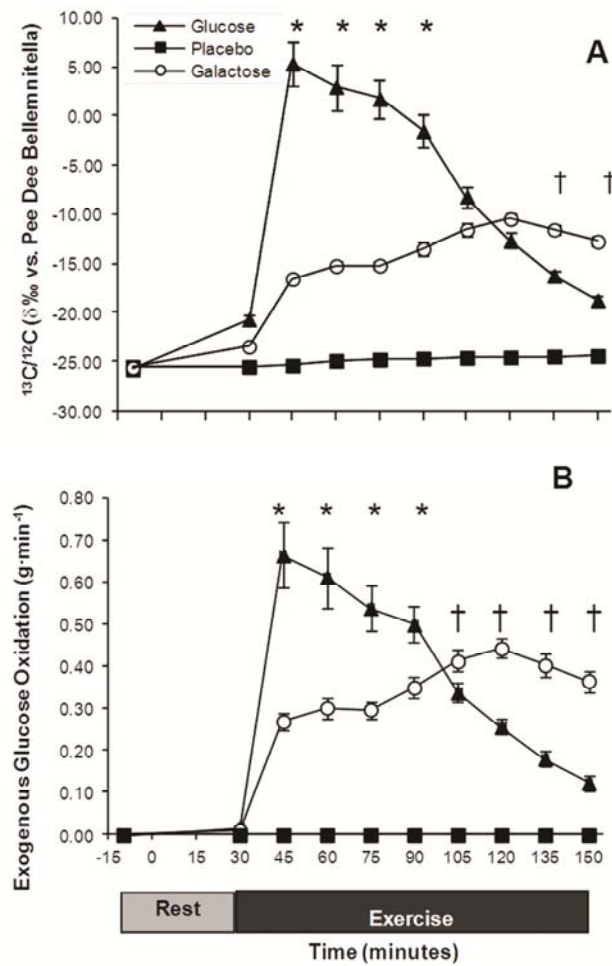 Glucose
Placebo
Galactose
* * * *
A
† †
¹³C/¹²C (δ‰ vs. Pee Dee Bellemnitella)
10.00
5.00
0.00
-5.00
-10.00
-15.00
-20.00
-25.00
-30.00
B
* * * *
† † † †
Exogenous Glucose Oxidation (g·min⁻¹)
0.80
0.70
0.60
0.50
0.40
0.30
0.20
0.10
0.00
-15 0 30 45 60 75 90 105 120 135 150
Rest
Exercise
Time (minutes)